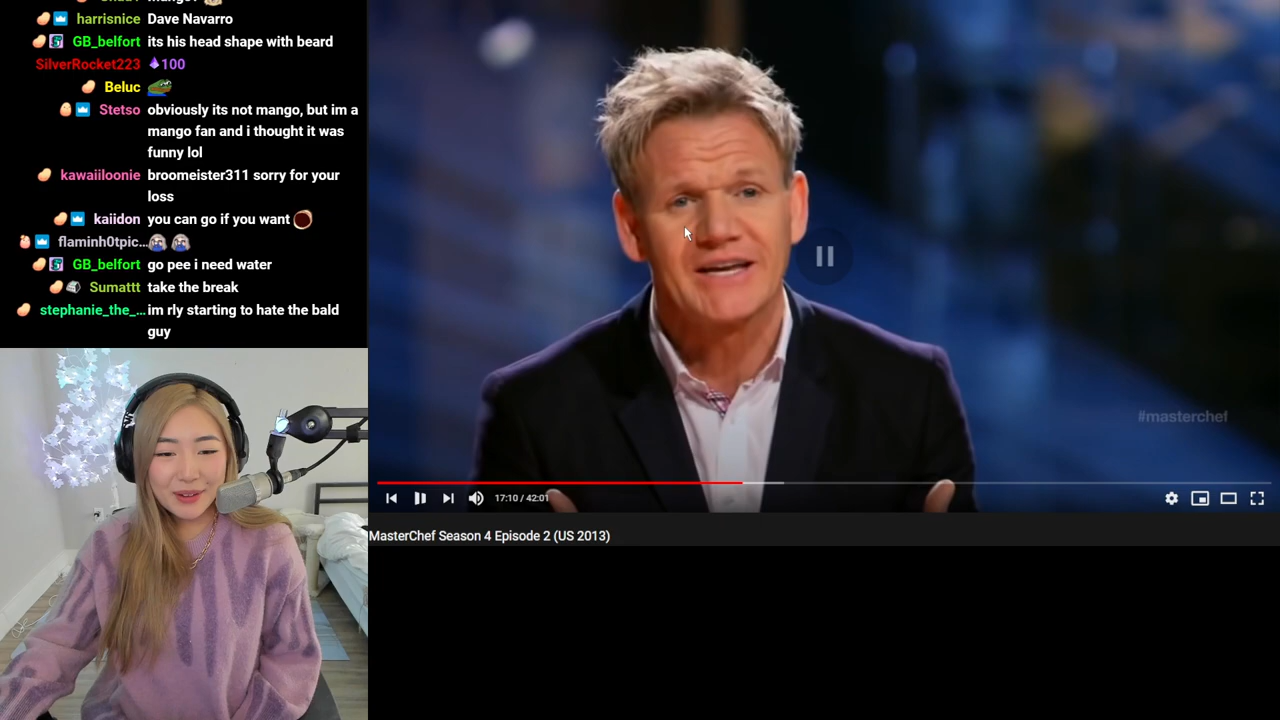 harrisnice Dave Navarro
GB_belfort its his head shape with beard
SilverRocket223 100
Beluc
Stetso obviously its not mango, but im a
mango fan and i thought it was
funny lol
kawaiiloonie broomeister311 sorry for your
loss
kaiidon you can go if you want
flaminh0tpic...
GB_belfort go pee i need water
Sumattt take the break
stephanie_the_... im rly starting to hate the bald
guy
#masterchef
17:10 / 42:01
MasterChef Season 4 Episode 2 (US 2013)